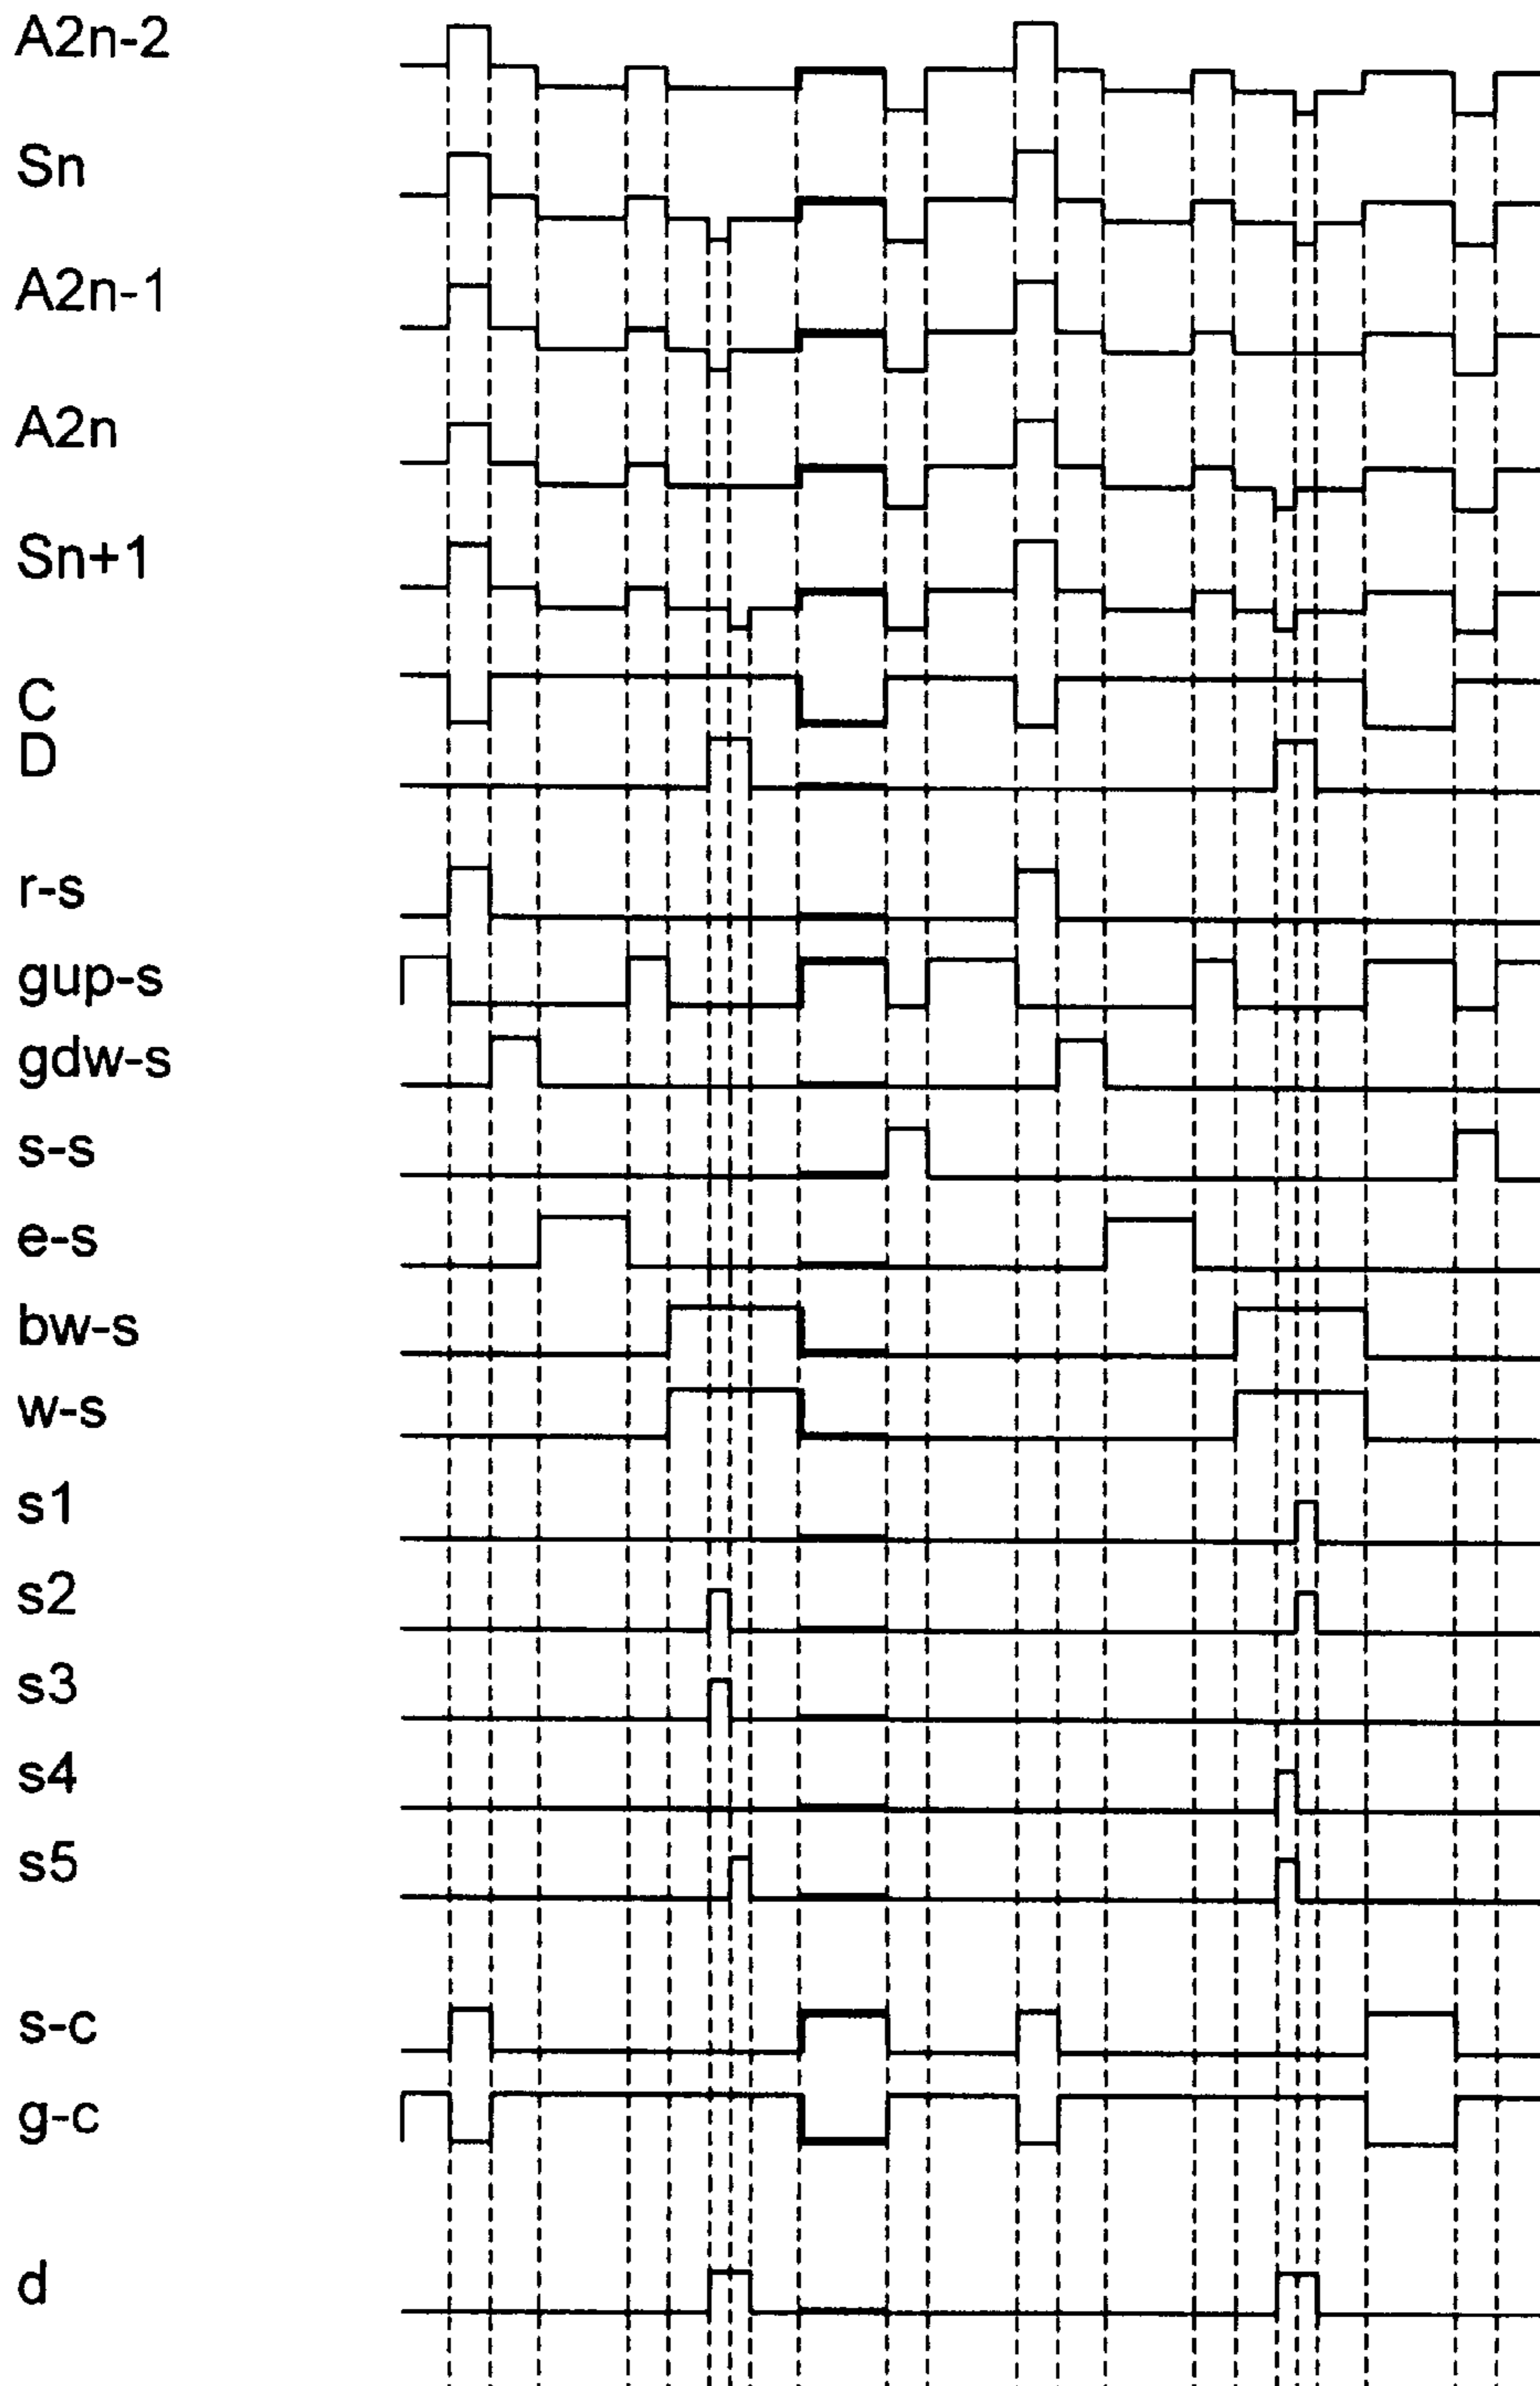 A2n-2
Sn
A2n-1
A2n
Sn+1
C
D
r-s
gup-s
gdw-s
s-s
e-s
bw-s
w-s
s1
s2
s3
s4
s5
s-c
g-c
d